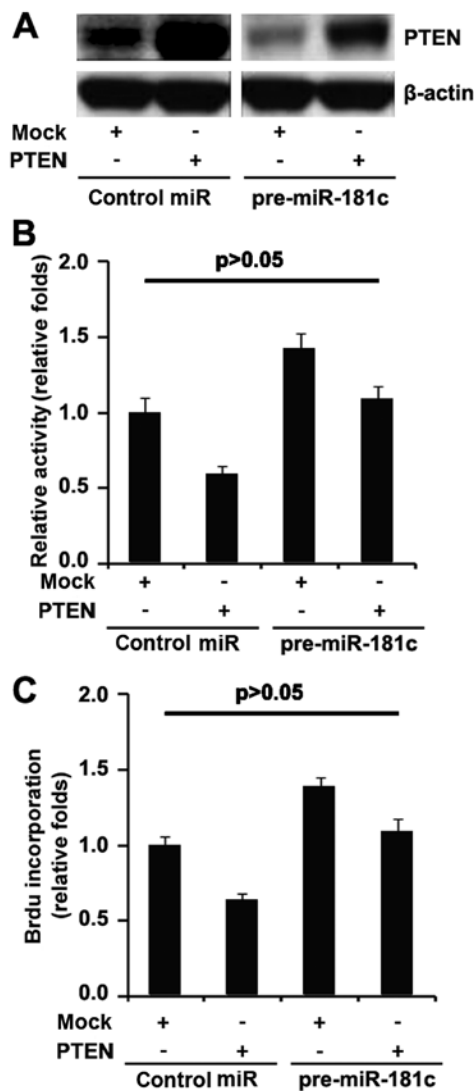 A
PTEN
β-actin
Mock + - + -
PTEN - + - +
Control miR pre-miR-181c
B
p>0.05
Relative activity (relative folds)
2.0
1.5
1.0
0.5
0.0
Mock + - + -
PTEN - + - +
Control miR pre-miR-181c
C
p>0.05
Brdu incorporation
(relative folds)
2.0
1.5
1.0
0.5
0.0
Mock + - + -
PTEN - + - +
Control miR pre-miR-181c